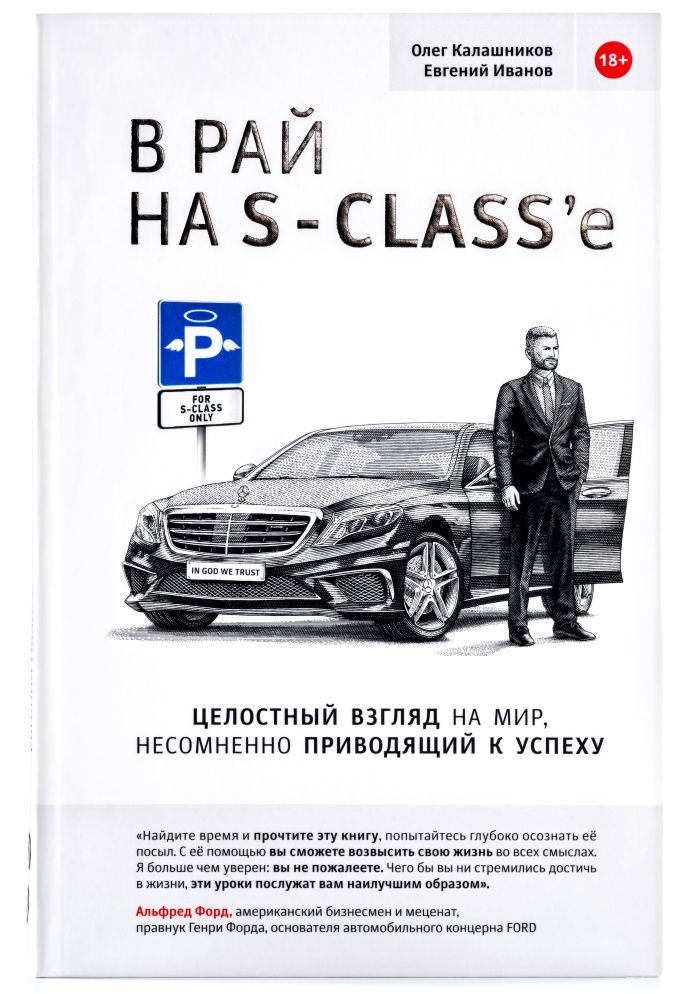 Олег Калашников
Евгений Иванов
18+
В РАЙ
НА S-CLASS’е
P
FOR
S-CLASS
ONLY
IN GOD WE TRUST
ЦЕЛОСТНЫЙ ВЗГЛЯД НА МИР,
НЕСОМНЕННО ПРИВОДЯЩИЙ К УСПЕХУ
«Найдите время и прочтите эту книгу, попытайтесь глубоко осознать её
посыл. С её помощью вы сможете возвысить свою жизнь во всех смыслах.
Я больше чем уверен: вы не пожалеете. Чего бы вы ни стремились достичь
в жизни, эти уроки послужат вам наилучшим образом».
Альфред Форд, американский бизнесмен и меценат,
правнук Генри Форда, основателя автомобильного концерна FORD